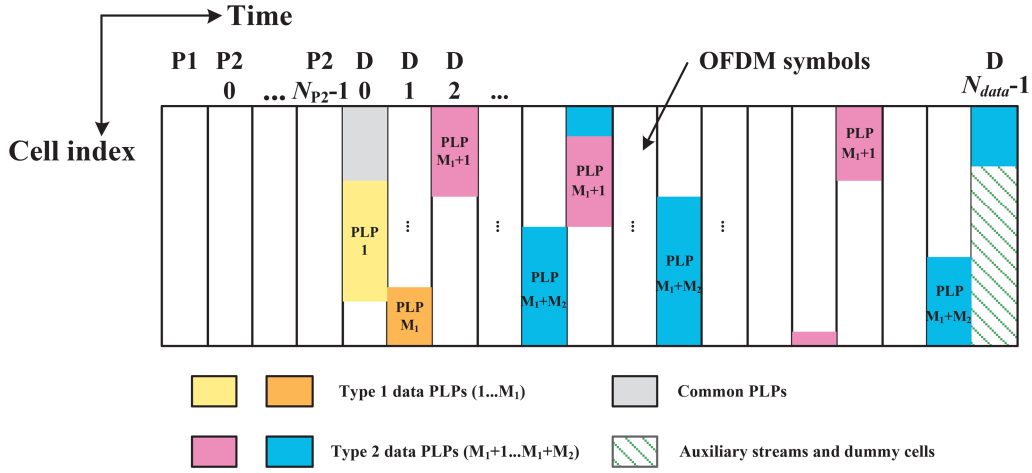 Time
P1 P2 P2 D D D OFDM symbols D
0 ... N_P2-1 0 1 2 ... N_data-1
Cell index
PLP
M₁+1
PLP
M₁+1
PLP
M₁+1
PLP
1
⋮
⋮
⋮
⋮
PLP
M₁+M₂
PLP
M₁+M₂
PLP
M₁+M₂
PLP
M₁
Type 1 data PLPs (1...M₁)
Common PLPs
Type 2 data PLPs (M₁+1...M₁+M₂)
Auxiliary streams and dummy cells